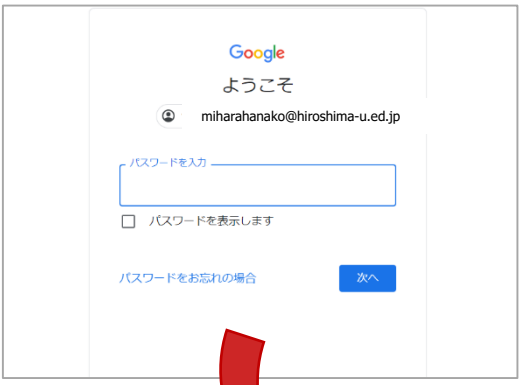 Google
ようこそ
miharahanako@hiroshima-u.ed.jp
パスワードを入力
パスワードを表示します
パスワードをお忘れの場合
次へ